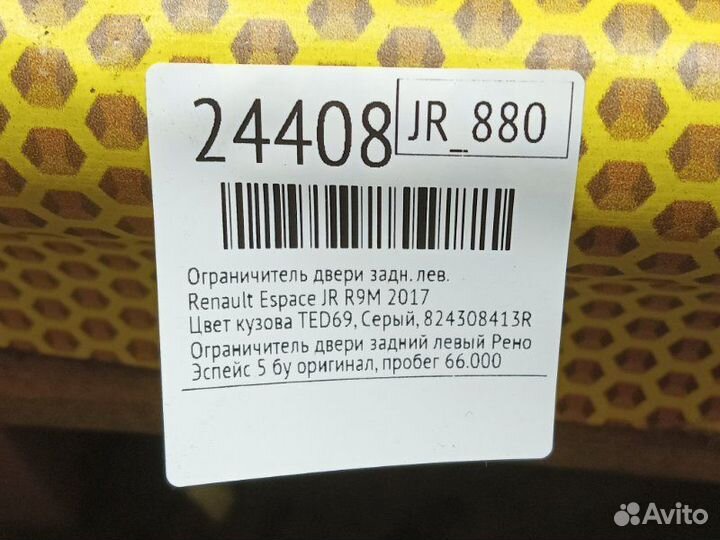 24408
JR_880
Ограничитель двери задн. лев.
Renault Espace JR R9M 2017
Цвет кузова TED69, Серый, 824308413R
Ограничитель двери задний левый Рено
Эспейс 5 бу оригинал, пробег 66.000
Avito